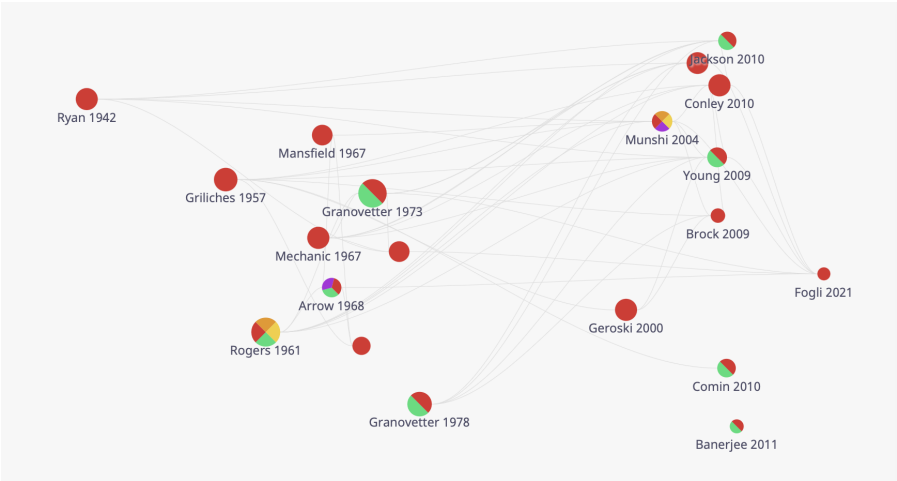 Jackson 2010
Conley 2010
Ryan 1942
Munshi 2004
Mansfield 1967
Young 2009
Griliches 1957
Granovetter 1973
Brock 2009
Mechanic 1967
Fogli 2021
Arrow 1968
Geroski 2000
Rogers 1961
Comin 2010
Granovetter 1978
Banerjee 2011